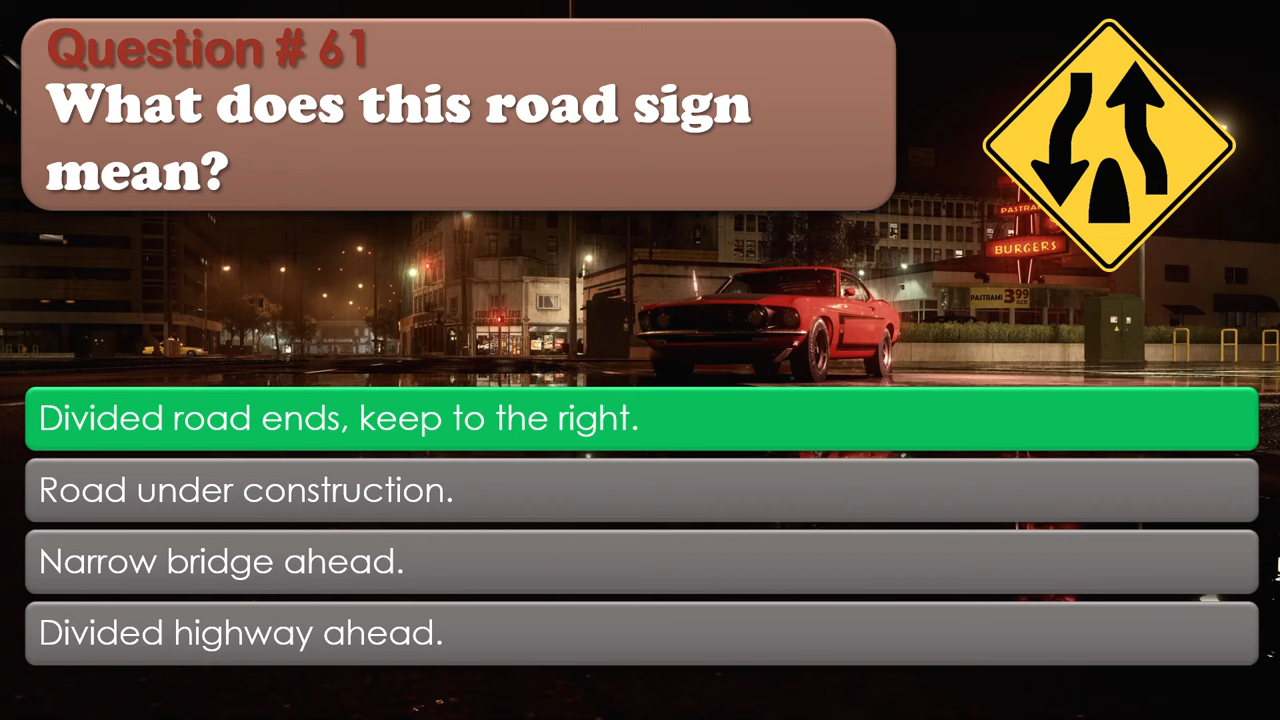 Question # 61
What does this road sign
mean?
PASTRAMI
BURGERS
PASTRAMI 3.99
Divided road ends, keep to the right.
Road under construction.
Narrow bridge ahead.
Divided highway ahead.